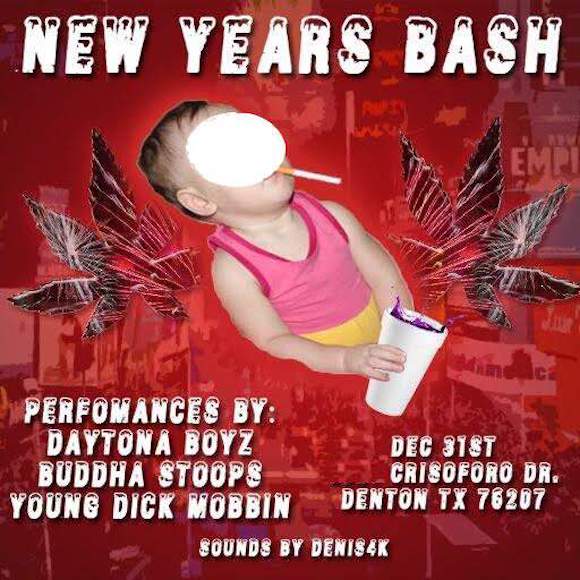 NEW YEARS BASH
EMPI
PERFOMANCES BY:
DAYTONA BOYZ
BUDDHA STOOPS
YOUNG DICK MOBBIN
DEC 31ST
CRISOFORO DR.
DENTON TX 76207
SOUNDS BY DENIS4K